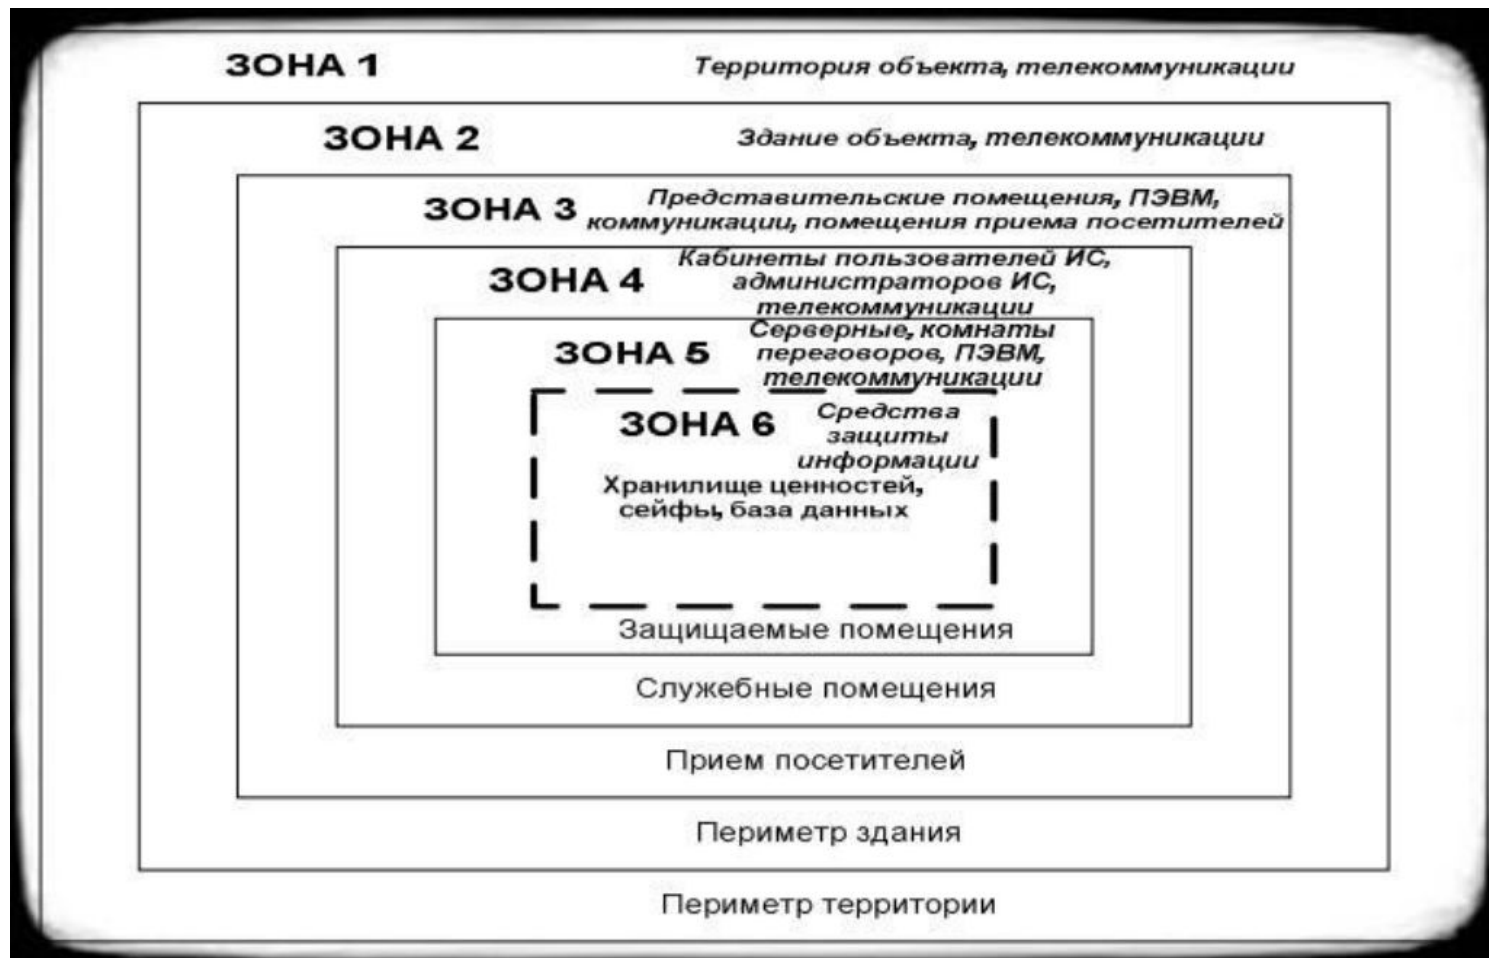 ЗОНА 1
Территория объекта, телекоммуникации
ЗОНА 2
Здание объекта, телекоммуникации
ЗОНА 3
Представительские помещения, ПЭВМ,
коммуникации, помещения приема посетителей
ЗОНА 4
Кабинеты пользователей ИС,
администраторов ИС,
телекоммуникации
ЗОНА 5
Серверные, комнаты
переговоров, ПЭВМ,
телекоммуникации
ЗОНА 6
Средства
защиты
информации
Хранилище ценностей,
сейфы, база данных
Защищаемые помещения
Служебные помещения
Прием посетителей
Периметр здания
Периметр территории